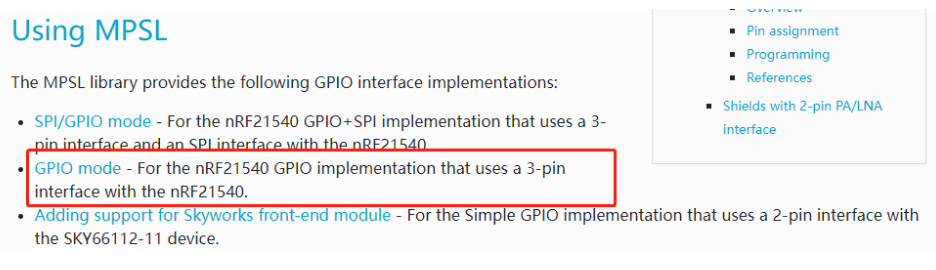 Using MPSL
The MPSL library provides the following GPIO interface implementations:
• SPI/GPIO mode - For the nRF21540 GPIO+SPI implementation that uses a 3-
pin interface and an SPI interface with the nRF21540.
• GPIO mode - For the nRF21540 GPIO implementation that uses a 3-pin
interface with the nRF21540.
• Adding support for Skyworks front-end module - For the Simple GPIO implementation that uses a 2-pin interface with
the SKY66112-11 device.
Overview
▪ Pin assignment
▪ Programming
▪ References
▪ Shields with 2-pin PA/LNA
interface